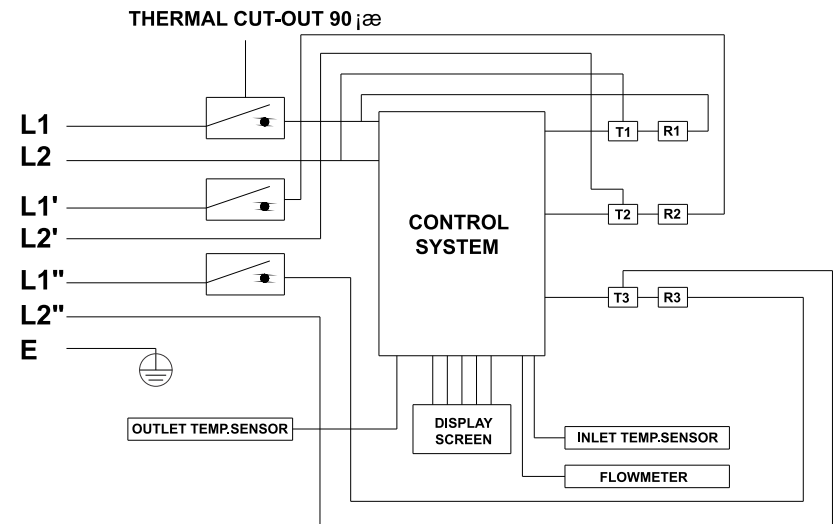 THERMAL CUT-OUT 90 ¡æ
L1
L2
L1'
L2'
L1"
L2"
E
CONTROL
SYSTEM
T1 R1
T2 R2
T3 R3
OUTLET TEMP.SENSOR
DISPLAY
SCREEN
INLET TEMP.SENSOR
FLOWMETER